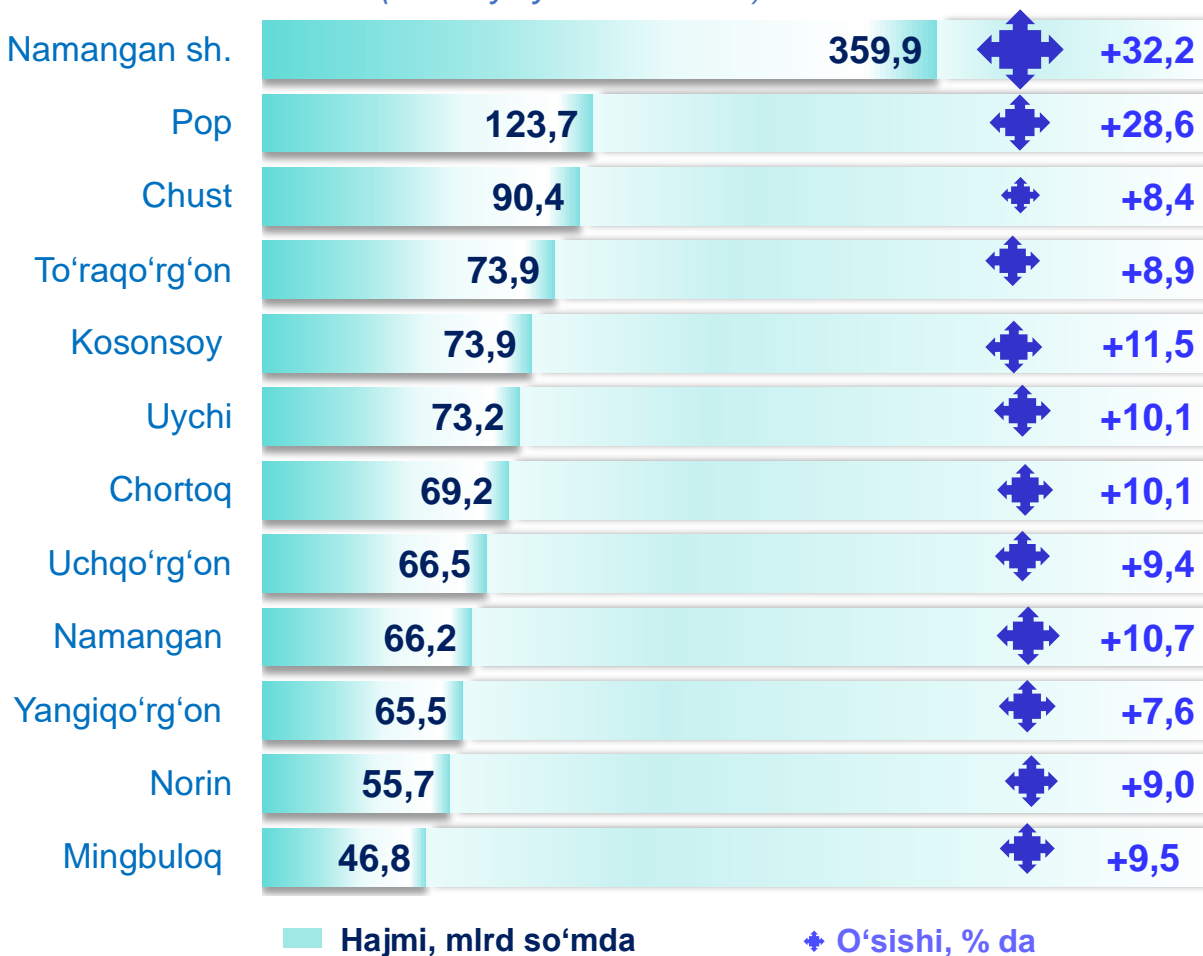 Namangan sh. 359,9 +32,2
Pop 123,7 +28,6
Chust 90,4 +8,4
To‘raqo‘rg‘on 73,9 +8,9
Kosonsoy 73,9 +11,5
Uychi 73,2 +10,1
Chortoq 69,2 +10,1
Uchqo‘rg‘on 66,5 +9,4
Namangan 66,2 +10,7
Yangiqo‘rg‘on 65,5 +7,6
Norin 55,7 +9,0
Mingbuloq 46,8 +9,5
Hajmi, mlrd so‘mda O‘sishi, % da